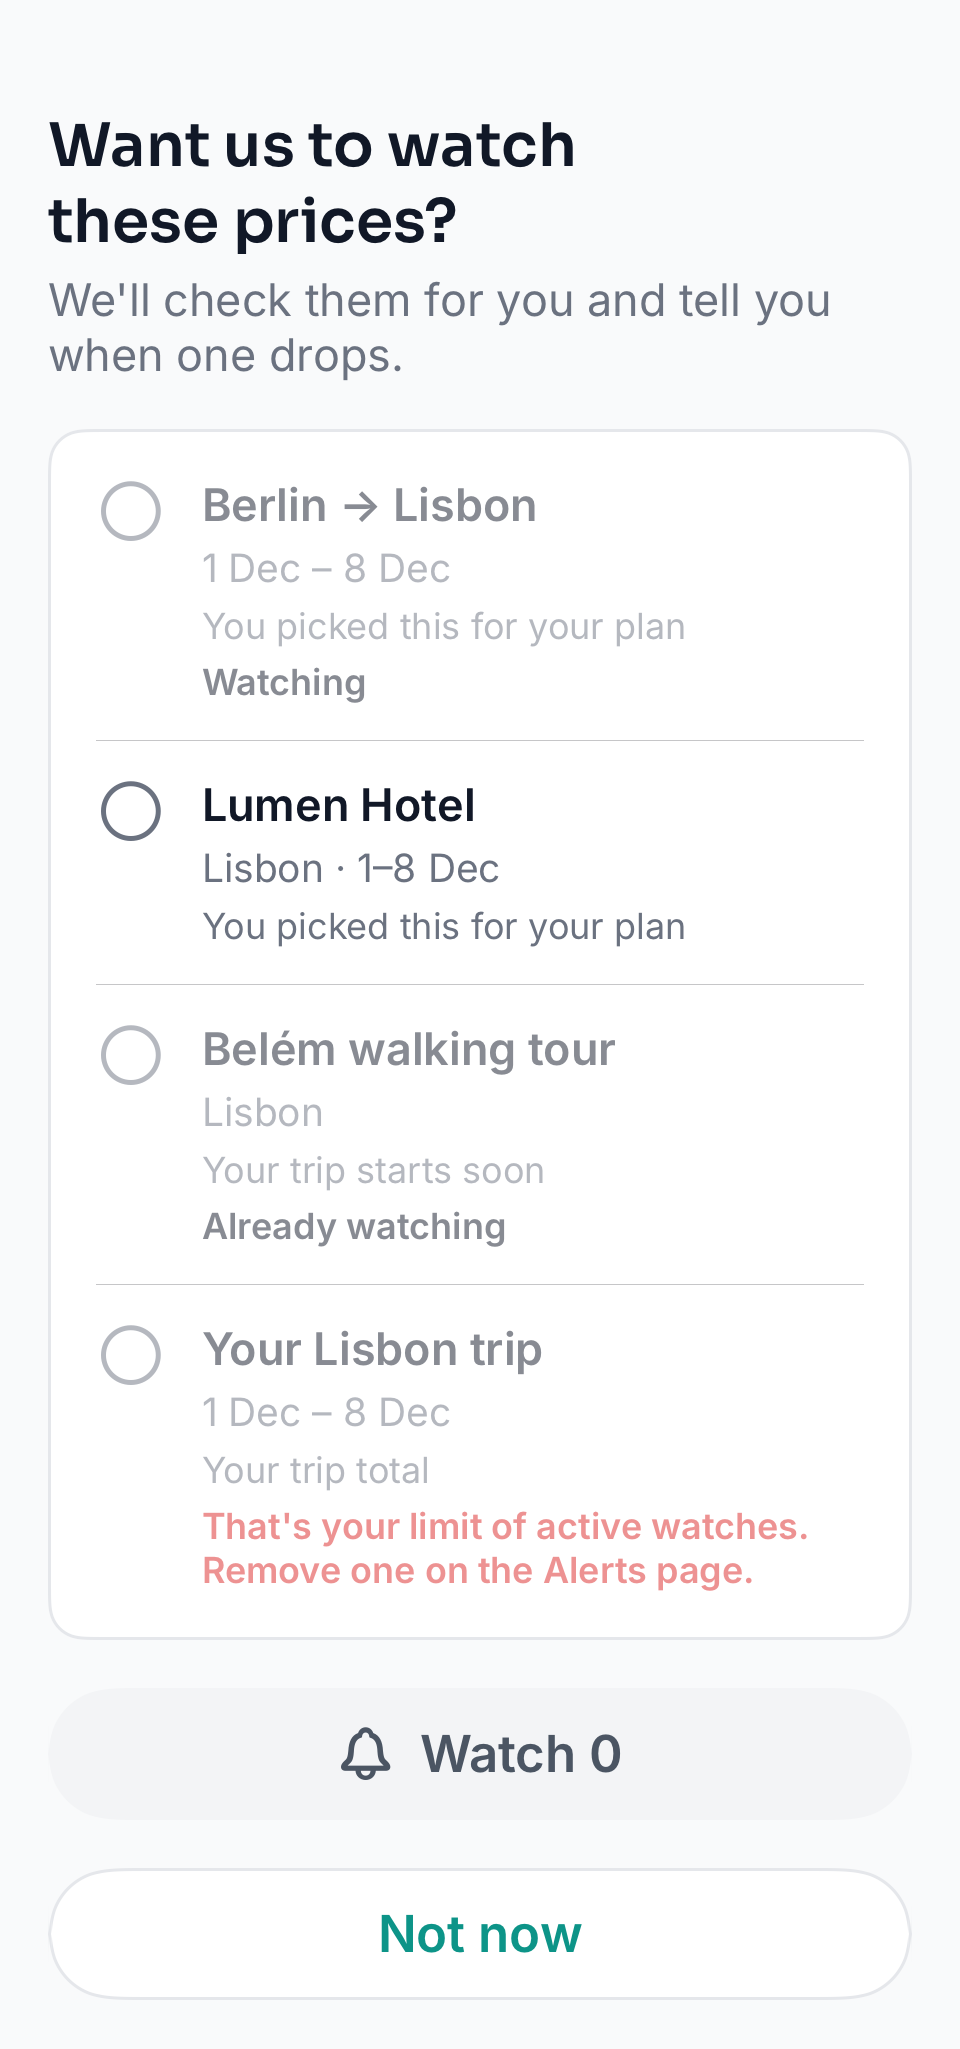 Want us to watch
these prices?
We'll check them for you and tell you
when one drops.
Berlin → Lisbon
1 Dec – 8 Dec
You picked this for your plan
Watching
Lumen Hotel
Lisbon · 1–8 Dec
You picked this for your plan
Belém walking tour
Lisbon
Your trip starts soon
Already watching
Your Lisbon trip
1 Dec – 8 Dec
Your trip total
That's your limit of active watches.
Remove one on the Alerts page.
Watch 0
Not now